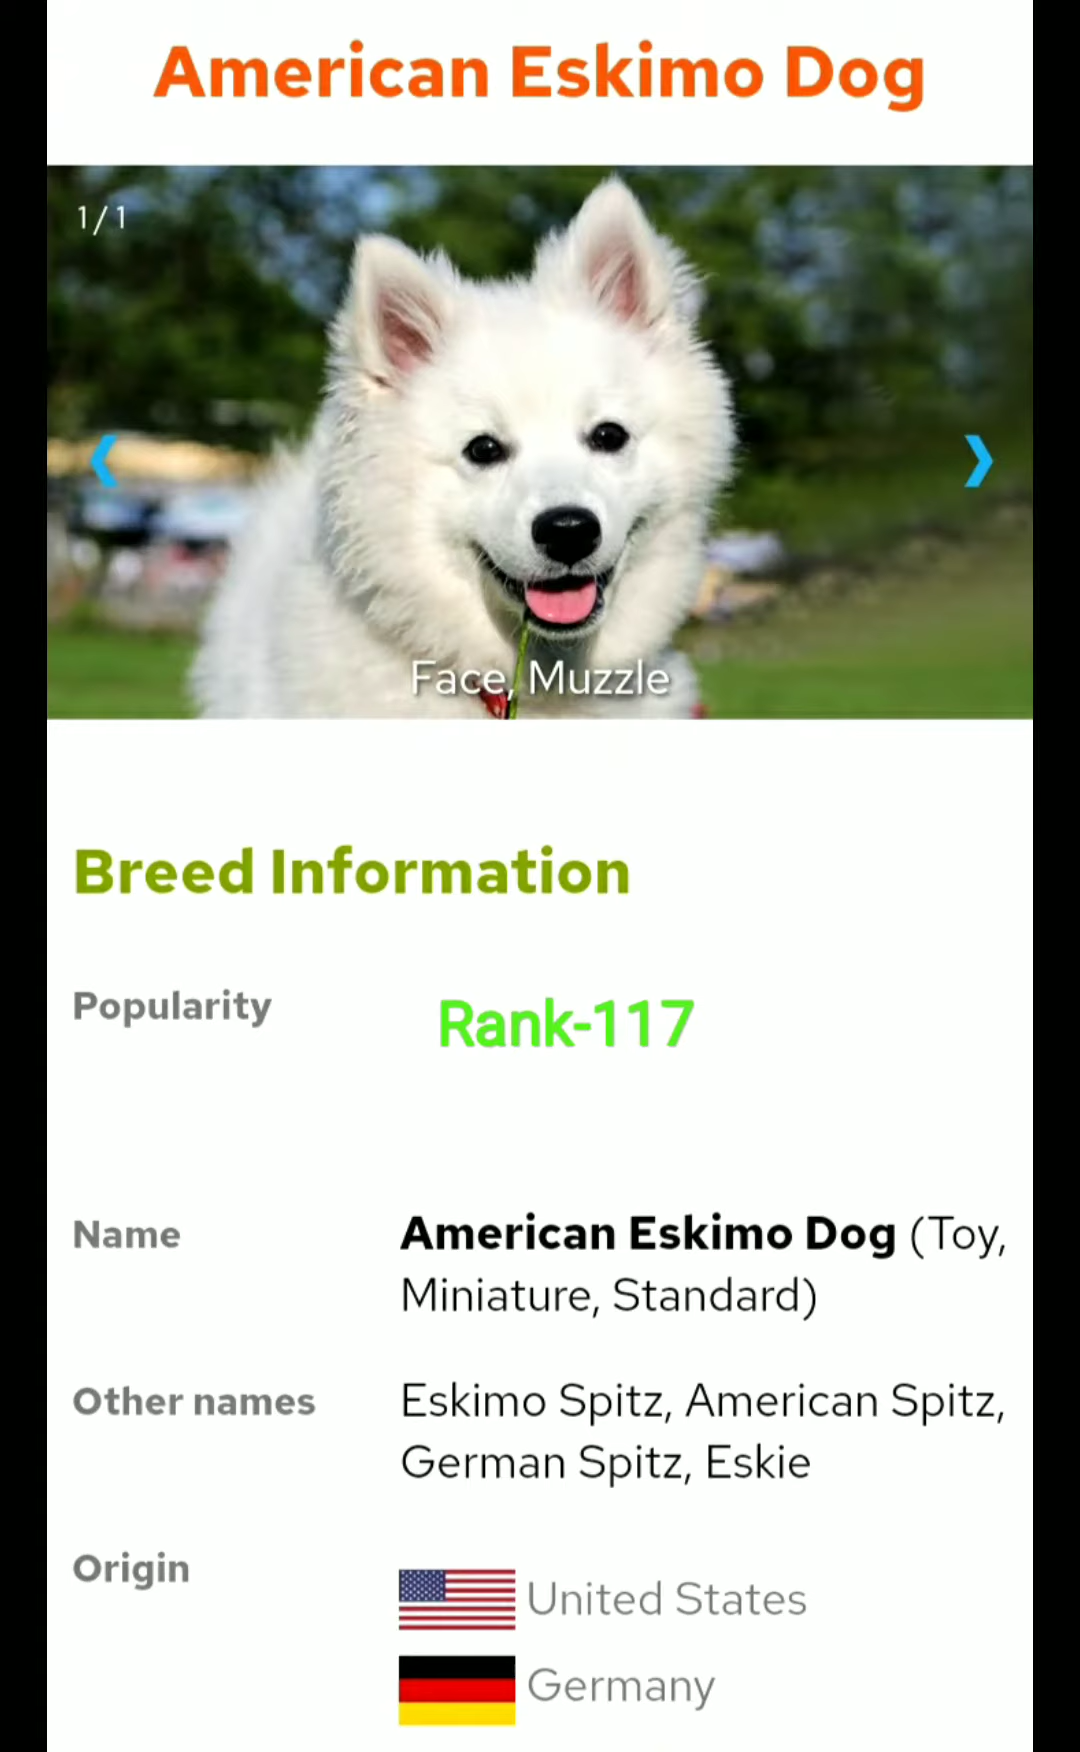 American Eskimo Dog
1/1
Face, Muzzle
Breed Information
Popularity
Rank-117
Name
American Eskimo Dog (Toy,
Miniature, Standard)
Other names
Eskimo Spitz, American Spitz,
German Spitz, Eskie
Origin
United States
Germany